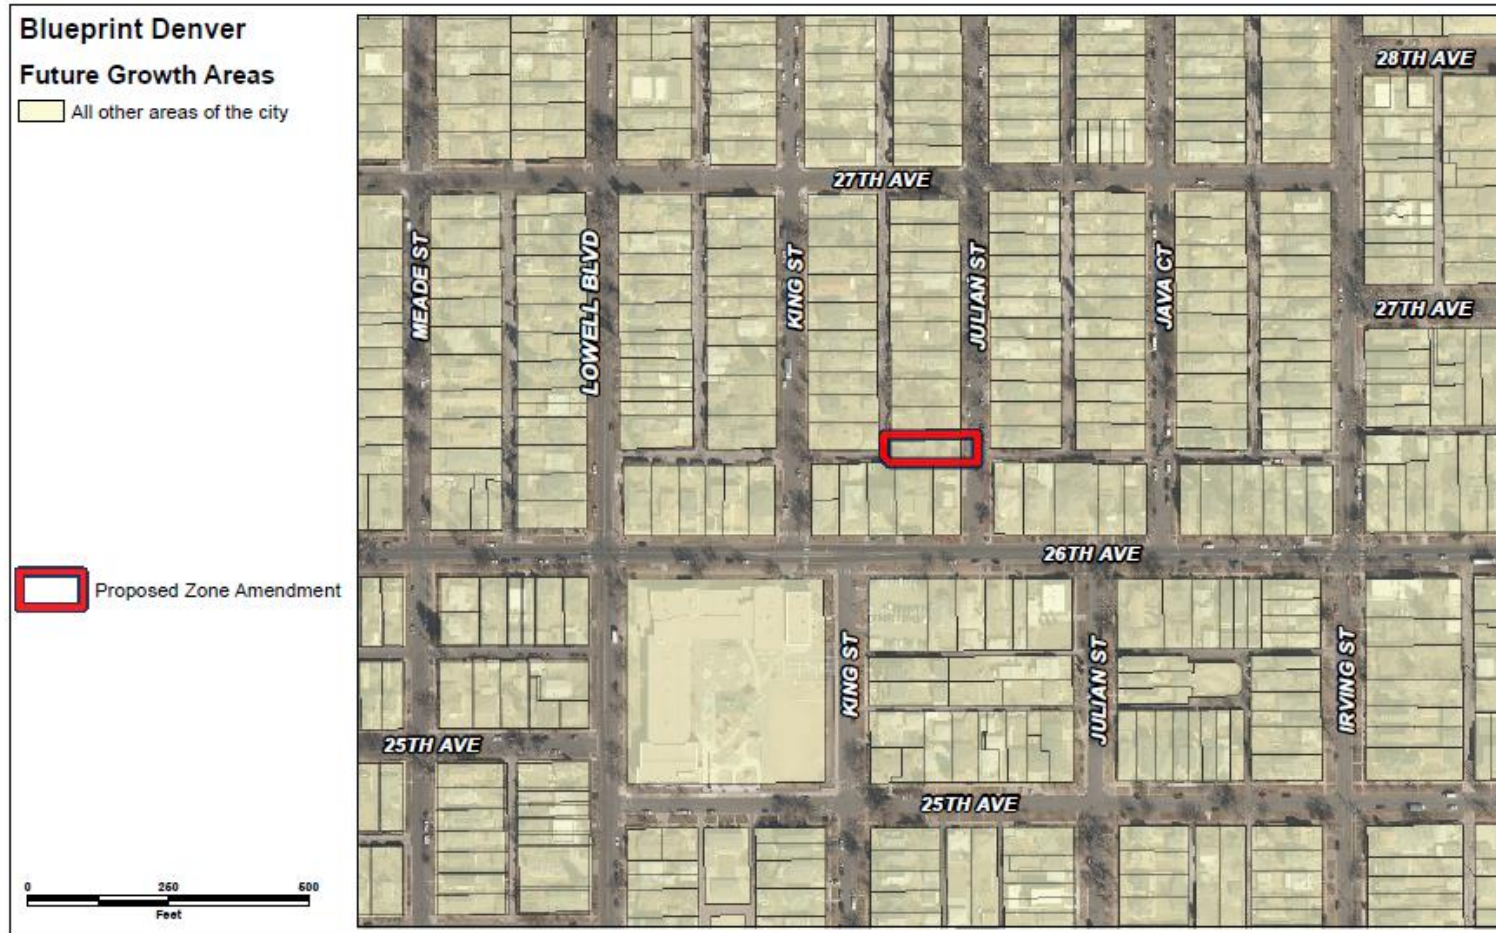 Blueprint Denver
Future Growth Areas
All other areas of the city
Proposed Zone Amendment
0 250 500
Feet
28TH AVE
27TH AVE
MEADE ST
LOWELL BLVD
KING ST
JULIAN ST
JAVA CT
27TH AVE
26TH AVE
KING ST
JULIAN ST
IRVING ST
25TH AVE
25TH AVE